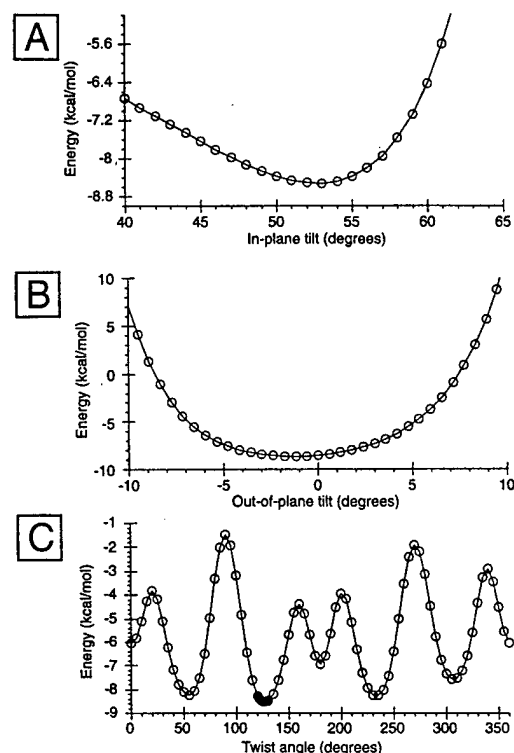 A
Energy (kcal/mol)
-5.6
-6.4
-7.2
-8
-8.8
40 45 50 55 60 65
In-plane tilt (degrees)
B
Energy (kcal/mol)
10
5
0
-5
-10
-10 -5 0 5 10
Out-of-plane tilt (degrees)
C
Energy (kcal/mol)
-1
-2
-3
-4
-5
-6
-7
-8
-9
0 50 100 150 200 250 300 350
Twist angle (degrees)